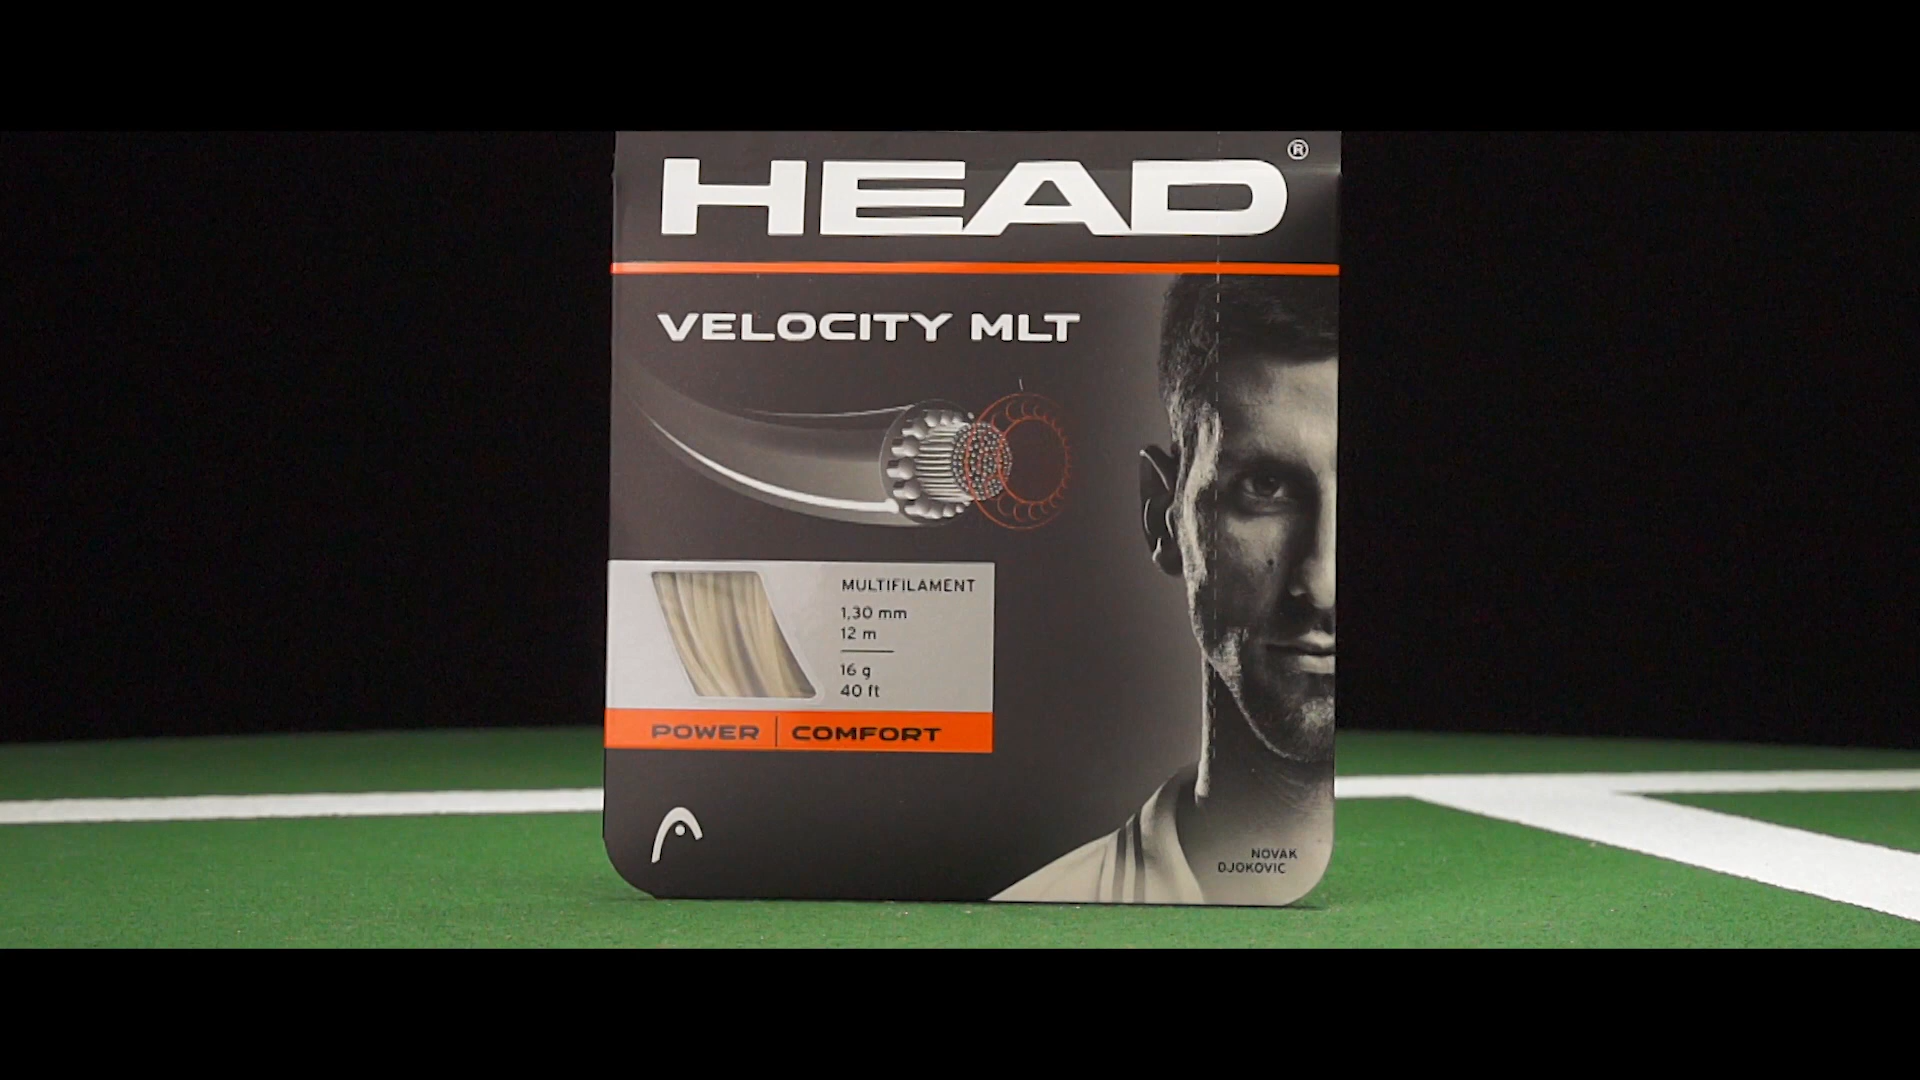 HEAD®
VELOCITY MLT
MULTIFILAMENT
1,30 mm
12 m
16 g
40 ft
POWER | COMFORT
NOVAK
DJOKOVIC